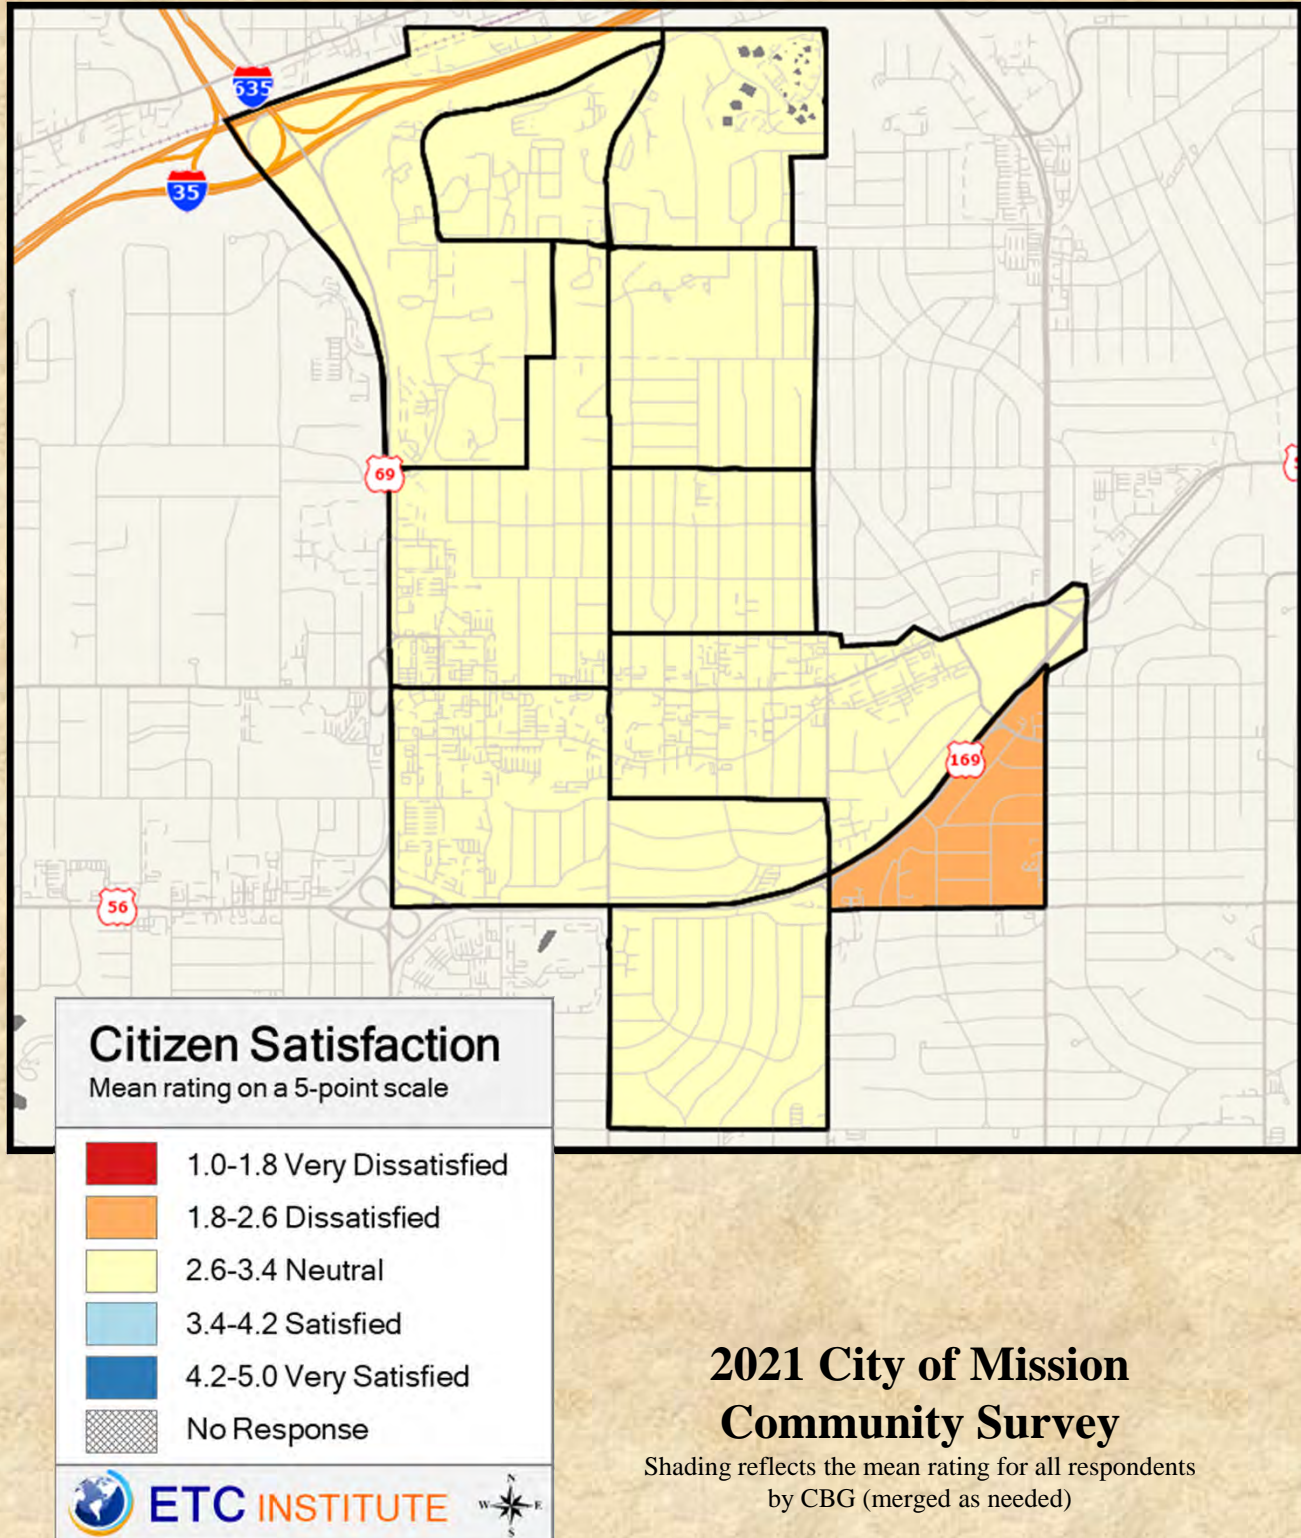 635
35
69
169
56
Citizen Satisfaction
Mean rating on a 5-point scale
1.0-1.8 Very Dissatisfied
1.8-2.6 Dissatisfied
2.6-3.4 Neutral
3.4-4.2 Satisfied
4.2-5.0 Very Satisfied
No Response
ETC INSTITUTE
N
W E
S
2021 City of Mission
Community Survey
Shading reflects the mean rating for all respondents
by CBG (merged as needed)